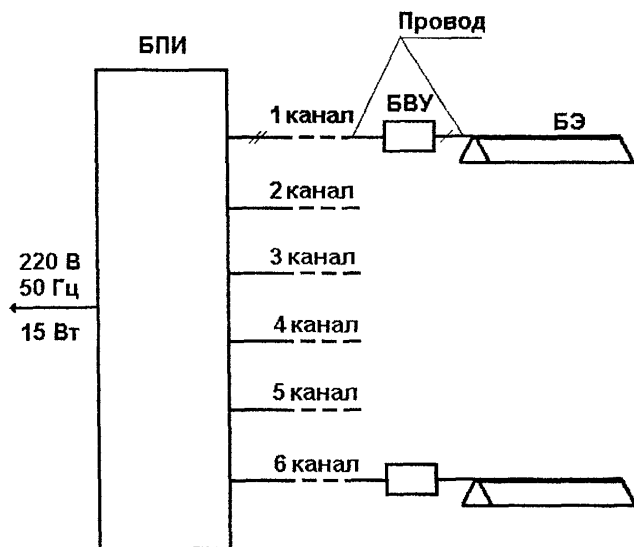 Провод
БПИ
1 канал
БВУ
БЭ
2 канал
3 канал
220 В
50 Гц
15 Вт
4 канал
5 канал
6 канал